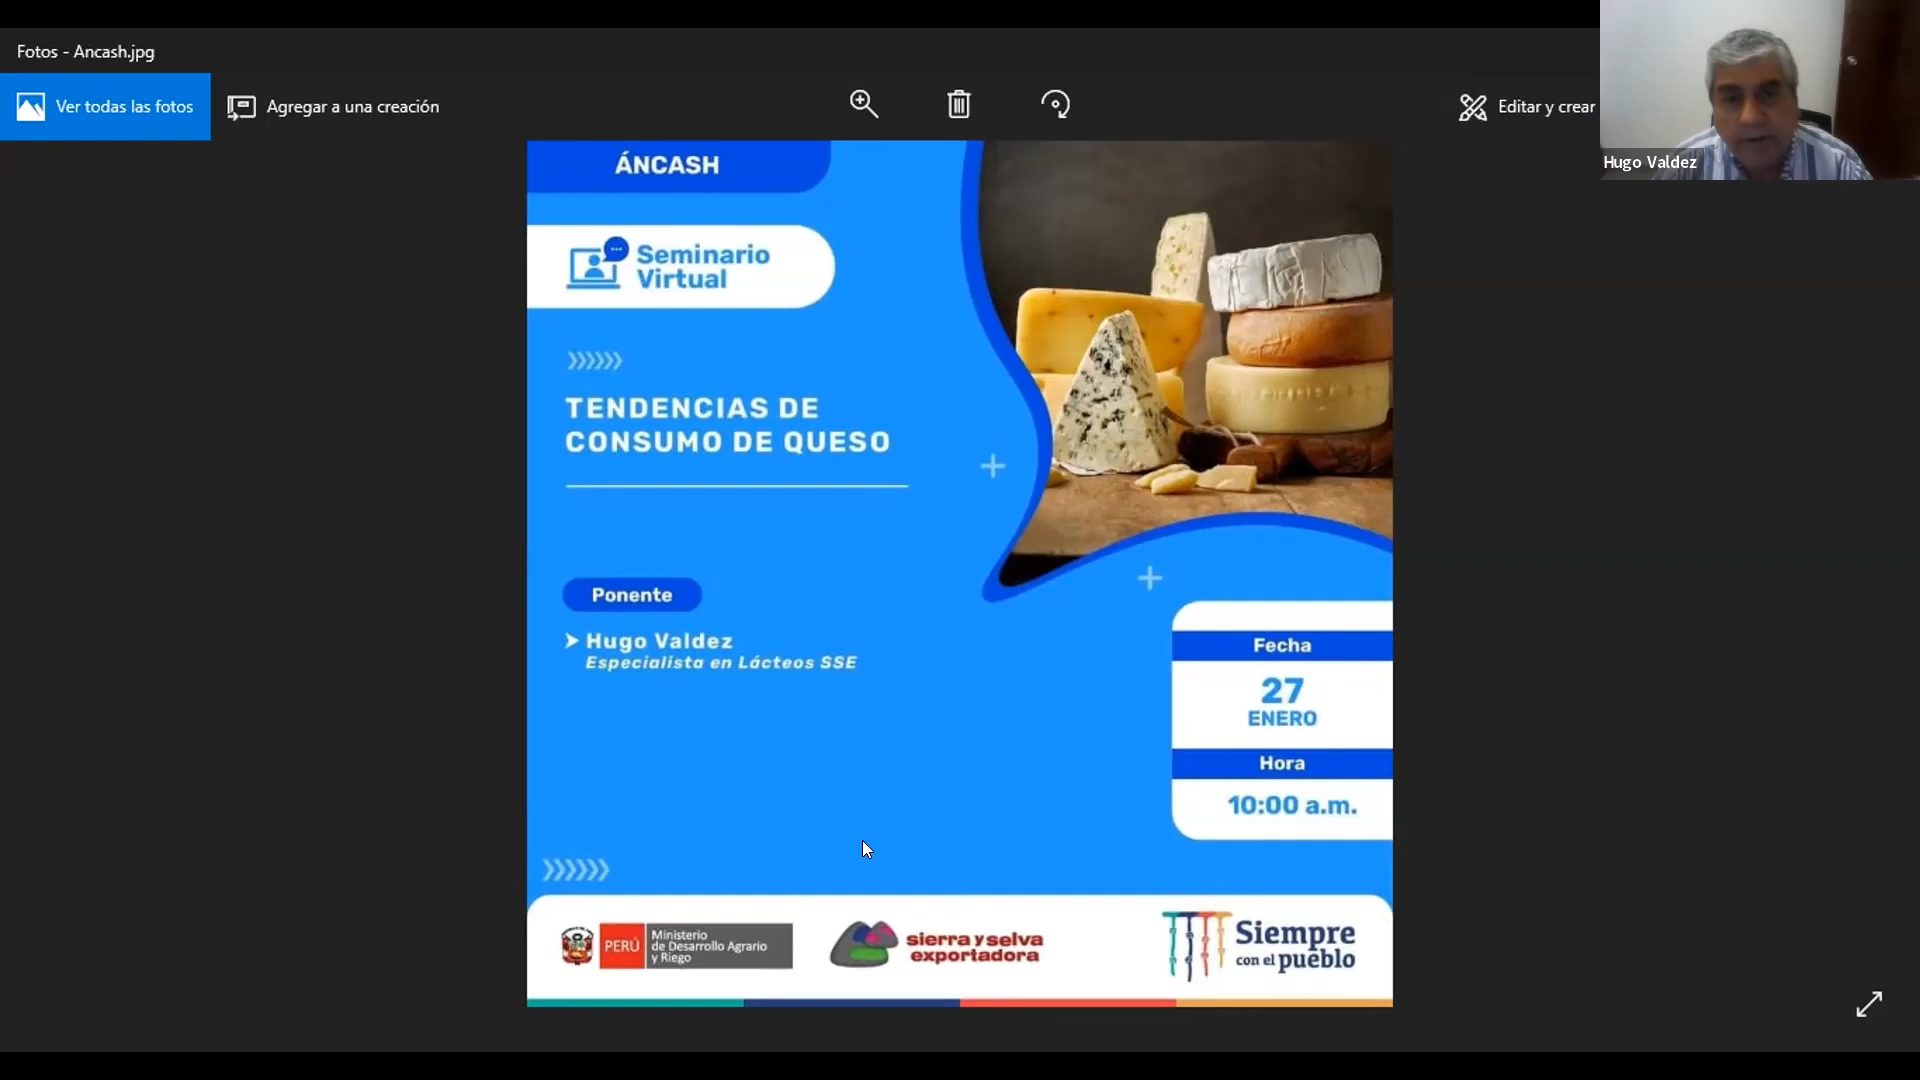 Fotos - Ancash.jpg
Ver todas las fotos
Agregar a una creación
Editar y crear
Hugo Valdez
ÁNCASH
Seminario
Virtual
TENDENCIAS DE
CONSUMO DE QUESO
Ponente
Hugo Valdez
Especialista en Lácteos SSE
Fecha
27
ENERO
Hora
10:00 a.m.
PERÚ
Ministerio
de Desarrollo Agrario
y Riego
sierra y selva
exportadora
Siempre
con el pueblo